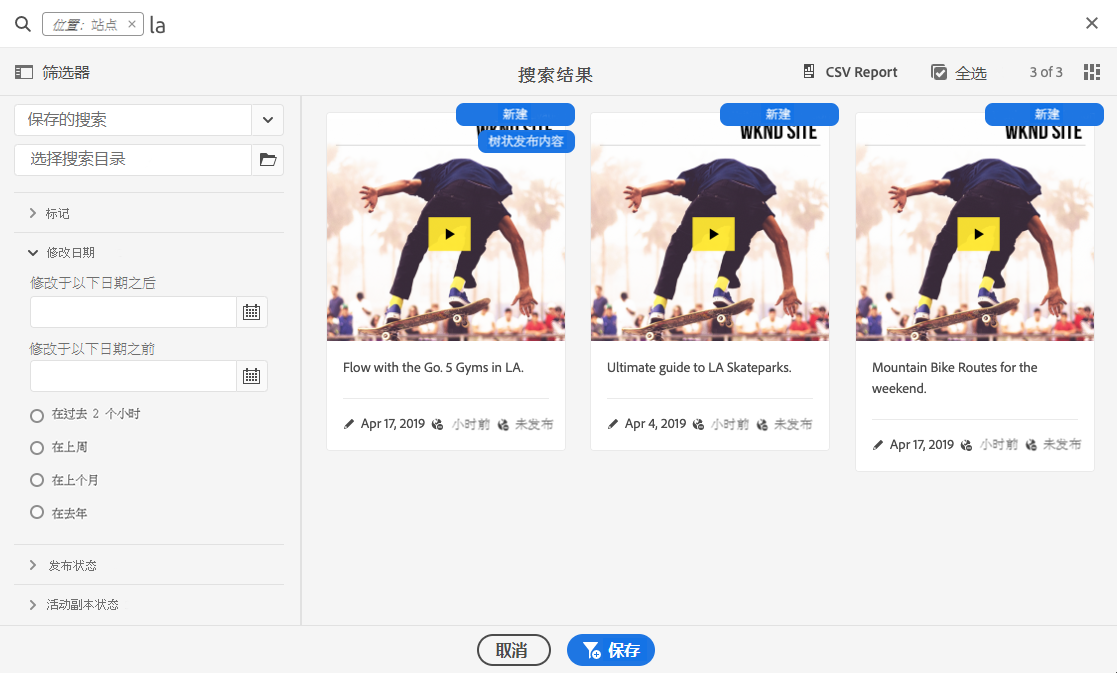 位置: 站点 × la
筛选器
搜索结果
CSV Report
全选
3 of 3
保存的搜索
选择搜索目录
标记
修改日期
修改于以下日期之后
修改于以下日期之前
在过去 2 个小时
在上周
在上个月
在去年
发布状态
活动副本状态
新建
WKND SITE
树状发布内容
Flow with the Go. 5 Gyms in LA.
Apr 17, 2019 小时前 未发布
新建
WKND SITE
Ultimate guide to LA Skateparks.
Apr 4, 2019 小时前 未发布
新建
WKND SITE
Mountain Bike Routes for the
weekend.
Apr 17, 2019 小时前 未发布
取消
保存